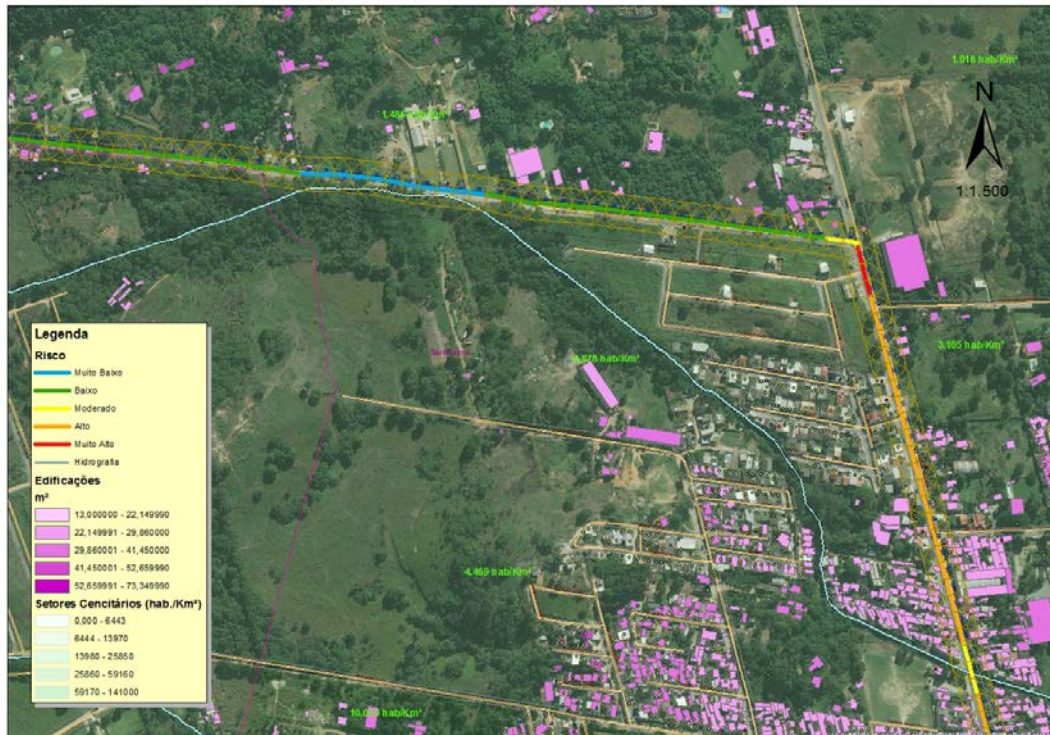 1.016 hab/Km²
N
1:1.500
3.105 hab/Km²
4.469 hab/Km²
Legenda
Risco
Muito Baixo
Baixo
Moderado
Alto
Muito Alto
Hidrografia
Edificações
m²
13,000000 - 22,149990
22,149991 - 29,860000
29,860001 - 41,450000
41,450001 - 52,659990
52,659991 - 73,349990
Setores Cencitários (hab./Km²)
0,000 - 6443
6444 - 13970
13980 - 25850
25860 - 59160
59170 - 141000